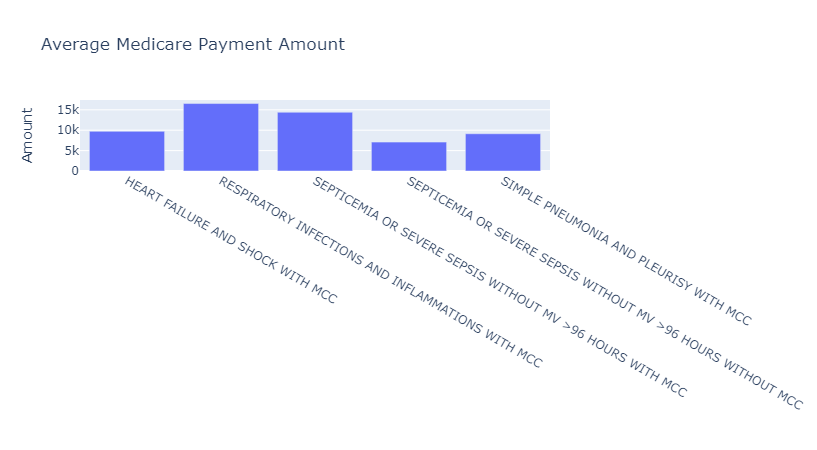 Average Medicare Payment Amount
Amount
15k
10k
5k
0
HEART FAILURE AND SHOCK WITH MCC
RESPIRATORY INFECTIONS AND INFLAMMATIONS WITH MCC
SEPTICEMIA OR SEVERE SEPSIS WITHOUT MV >96 HOURS WITH MCC
SEPTICEMIA OR SEVERE SEPSIS WITHOUT MV >96 HOURS WITHOUT MCC
SIMPLE PNEUMONIA AND PLEURISY WITH MCC